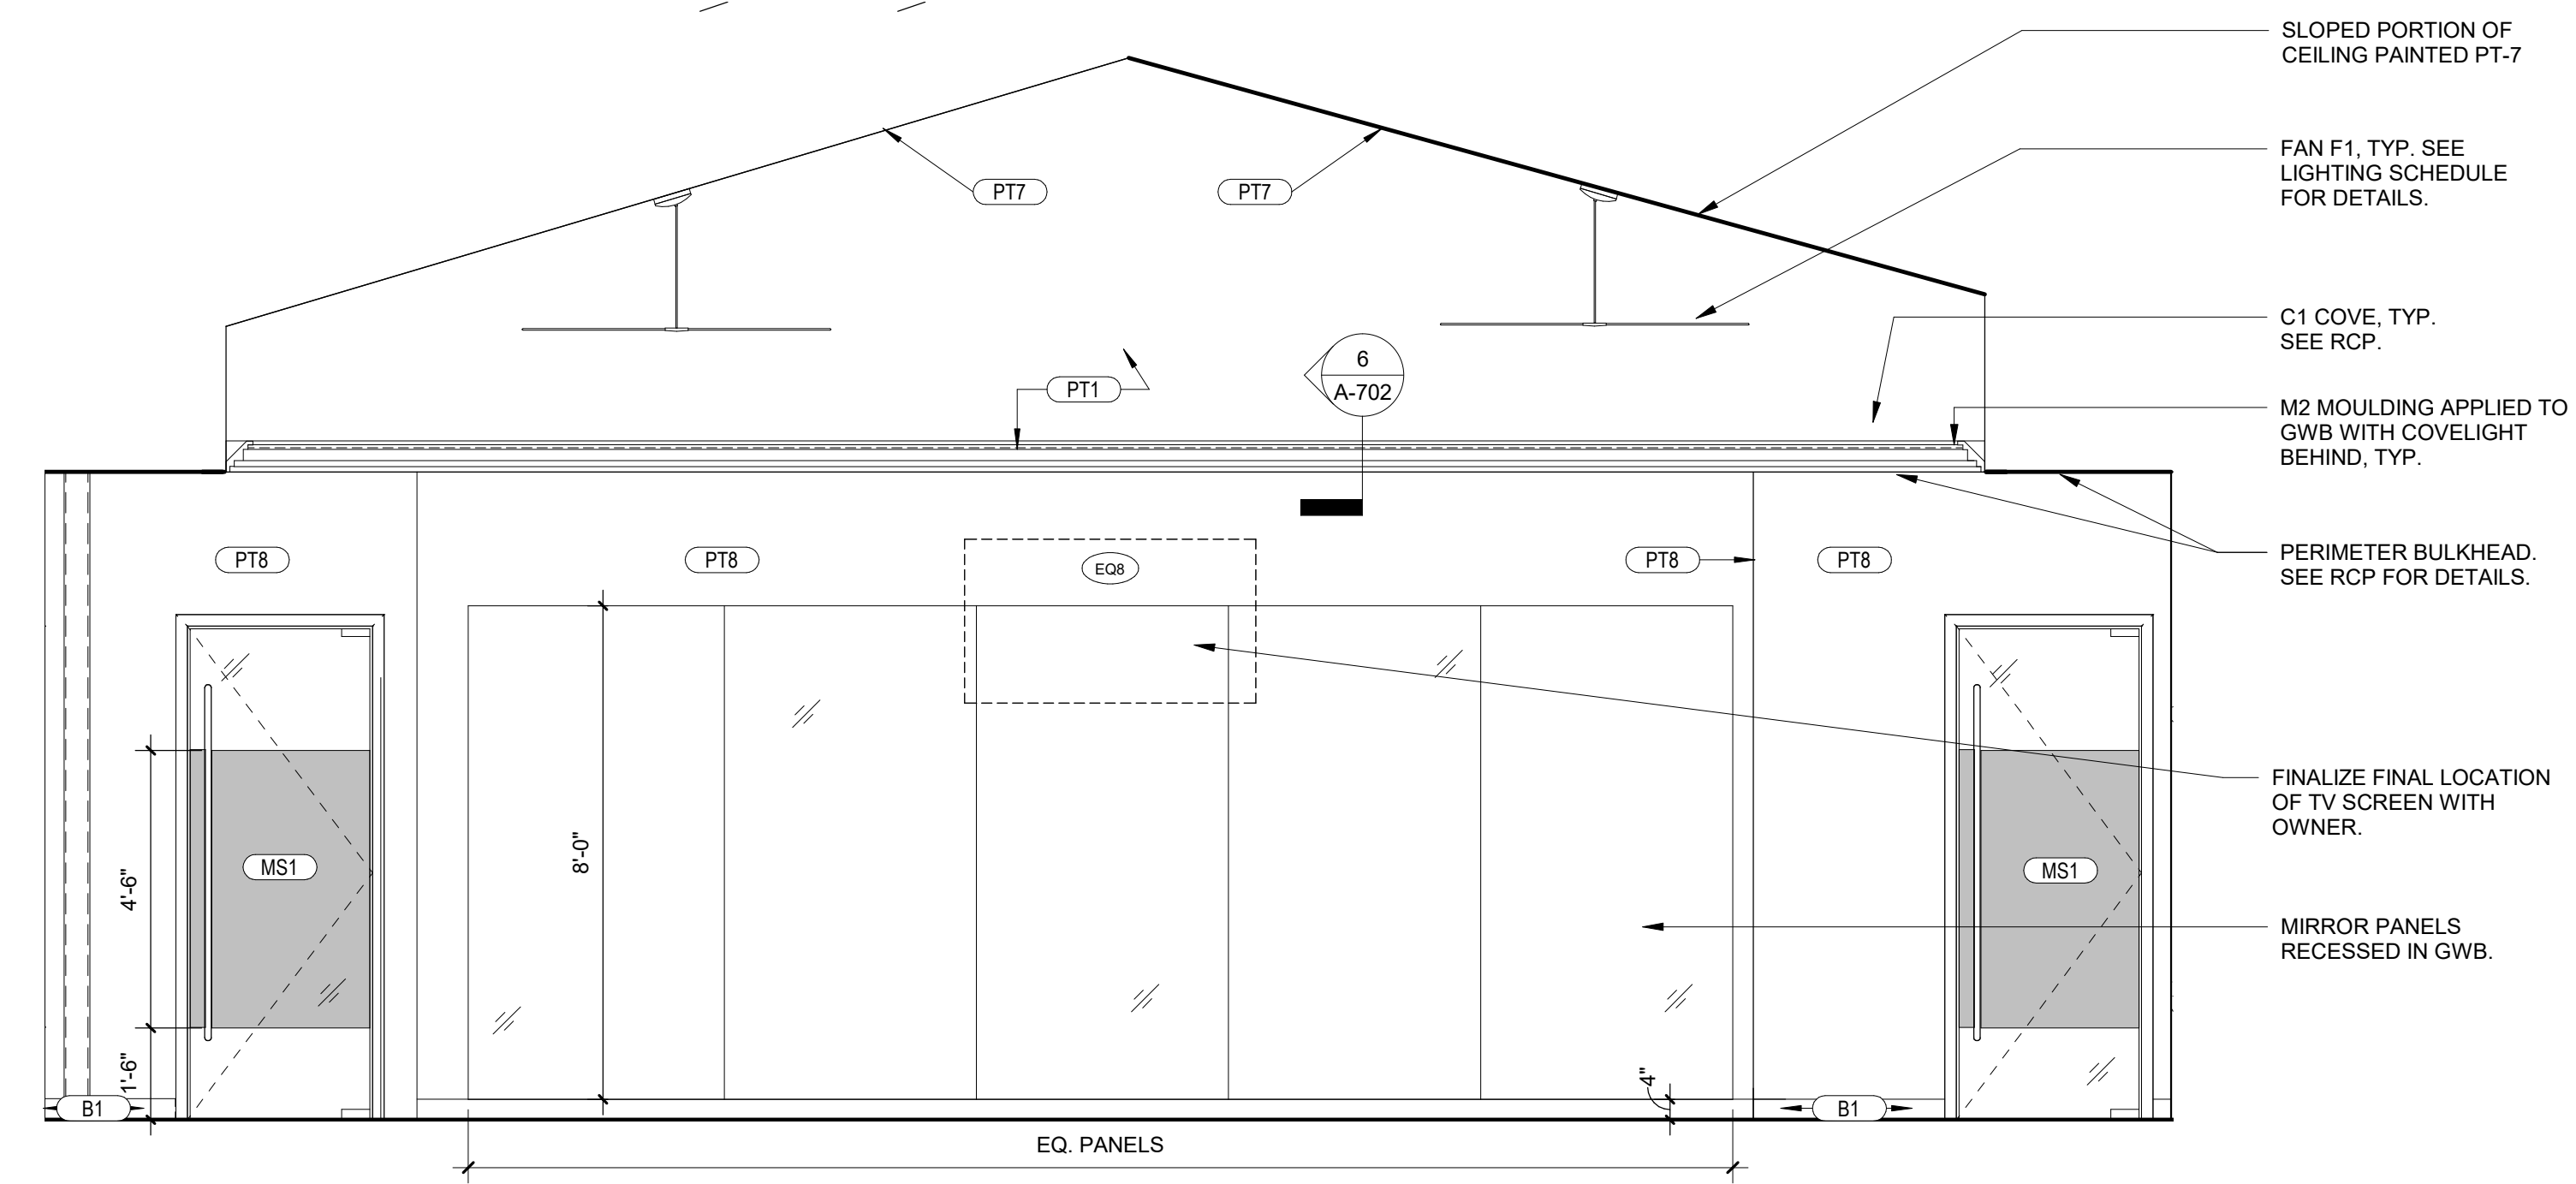 SLOPED PORTION OF
CEILING PAINTED PT-7
FAN F1, TYP. SEE
LIGHTING SCHEDULE
FOR DETAILS.
PT7
PT7
C1 COVE, TYP.
SEE RCP.
6
A-702
PT1
M2 MOULDING APPLIED TO
GWB WITH COVELIGHT
BEHIND, TYP.
PT8
PT8
EQ8
PT8
PT8
PERIMETER BULKHEAD.
SEE RCP FOR DETAILS.
FINALIZE FINAL LOCATION
OF TV SCREEN WITH
OWNER.
4'-6"
MS1
8'-0"
MS1
MIRROR PANELS
RECESSED IN GWB.
1'-6"
4"
B1
B1
EQ. PANELS